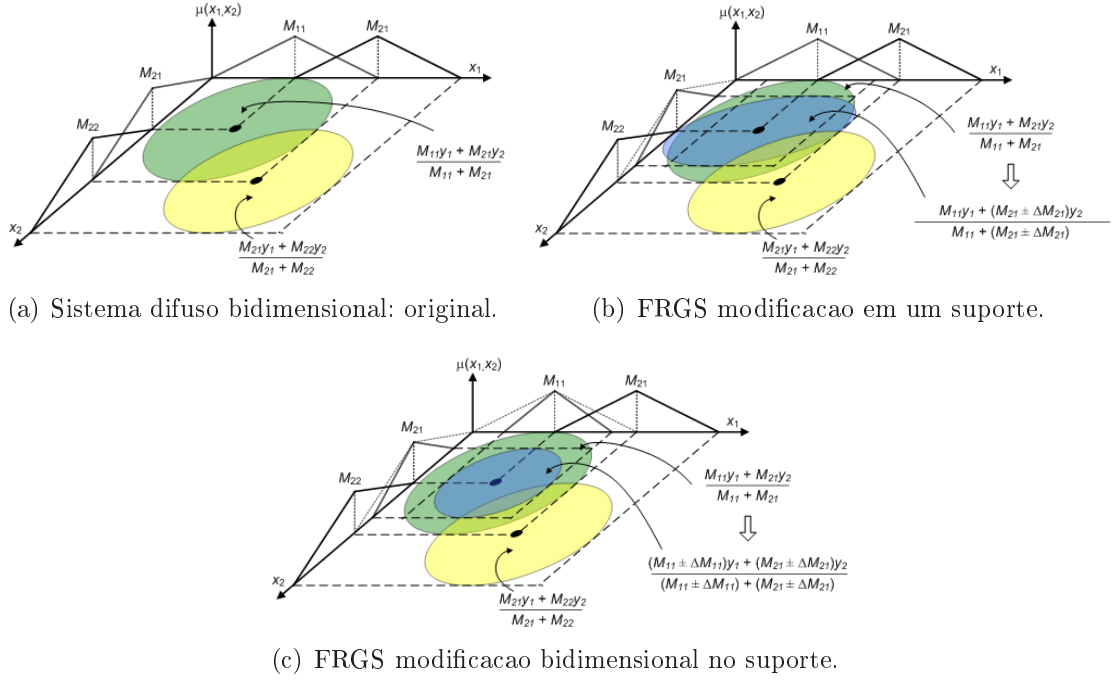 μ(x₁,x₂)
M₁₁
M₂₁
x₁
M₂₁
M₂₂
x₂
M₁₁y₁ + M₂₁y₂
M₁₁ + M₂₁
M₂₁y₁ + M₂₂y₂
M₂₁ + M₂₂
(a) Sistema difuso bidimensional: original.
μ(x₁,x₂)
M₁₁
M₂₁
x₁
M₂₁
M₂₂
x₂
M₁₁y₁ + M₂₁y₂
M₁₁ + M₂₁
M₁₁y₁ + (M₂₁ ± ΔM₂₁)y₂
M₁₁ + (M₂₁ ± ΔM₂₁)
M₂₁y₁ + M₂₂y₂
M₂₁ + M₂₂
(b) FRGS modificacao em um suporte.
μ(x₁,x₂)
M₁₁
M₂₁
x₁
M₂₁
M₂₂
x₂
M₁₁y₁ + M₂₁y₂
M₁₁ + M₂₁
(M₁₁ ± ΔM₁₁)y₁ + (M₂₁ ± ΔM₂₁)y₂
(M₁₁ ± ΔM₁₁) + (M₂₁ ± ΔM₂₁)
M₂₁y₁ + M₂₂y₂
M₂₁ + M₂₂
(c) FRGS modificacao bidimensional no suporte.